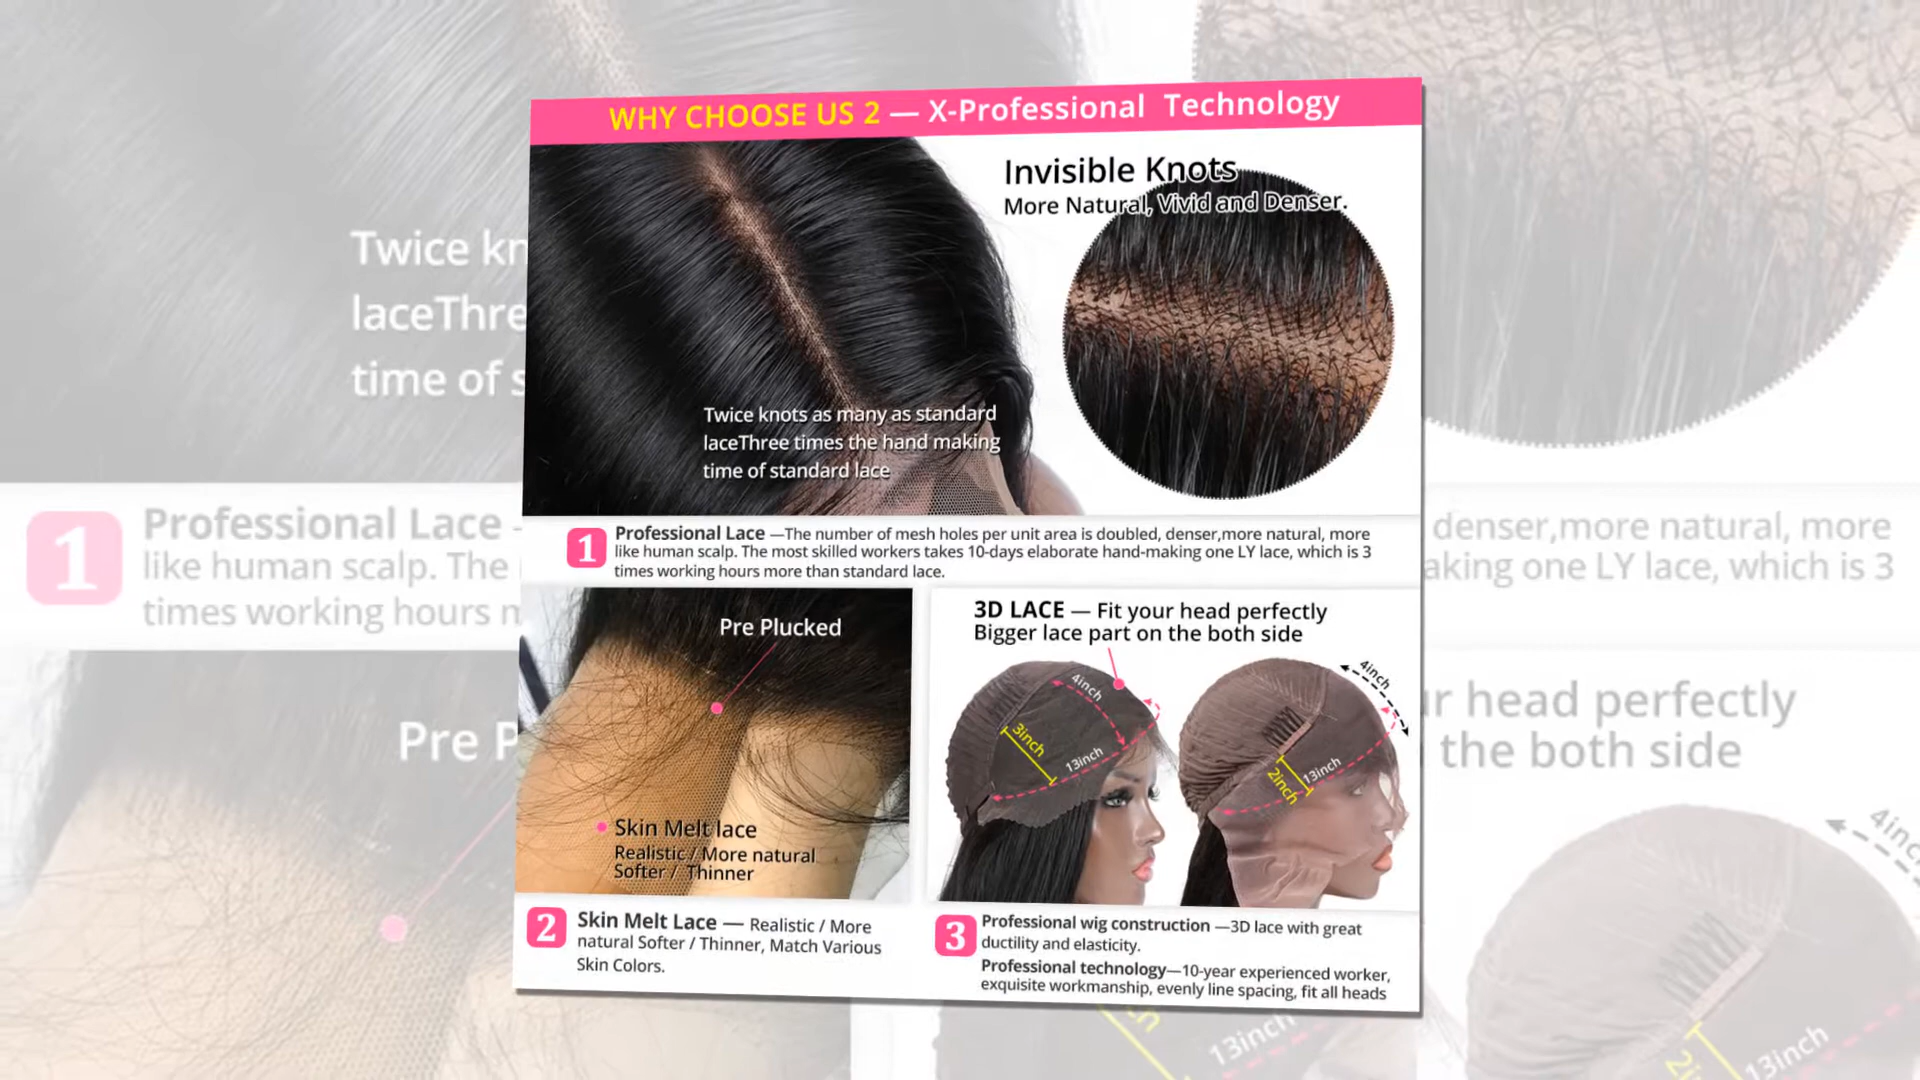 WHY CHOOSE US 2 — X-Professional Technology
Invisible Knots
More Natural, Vivid and Denser.
Twice knots as many as standard
laceThree times the hand making
time of standard lace
1
Professional Lace —The number of mesh holes per unit area is doubled, denser,more natural, more
like human scalp. The most skilled workers takes 10-days elaborate hand-making one LY lace, which is 3
times working hours more than standard lace.
Pre Plucked
Skin Melt lace
Realistic / More natural
Softer / Thinner
3D LACE — Fit your head perfectly
Bigger lace part on the both side
4inch
3inch
13inch
4inch
2inch
13inch
2
Skin Melt Lace — Realistic / More
natural Softer / Thinner, Match Various
Skin Colors.
3
Professional wig construction —3D lace with great
ductility and elasticity.
Professional technology—10-year experienced worker,
exquisite workmanship, evenly line spacing, fit all heads
Twice kn
laceThre
time of s
1
Professional Lace -
like human scalp. The
times working hours m
Pre P
denser,more natural, more
aking one LY lace, which is 3
r head perfectly
the both side
4inc
13inch
13inch